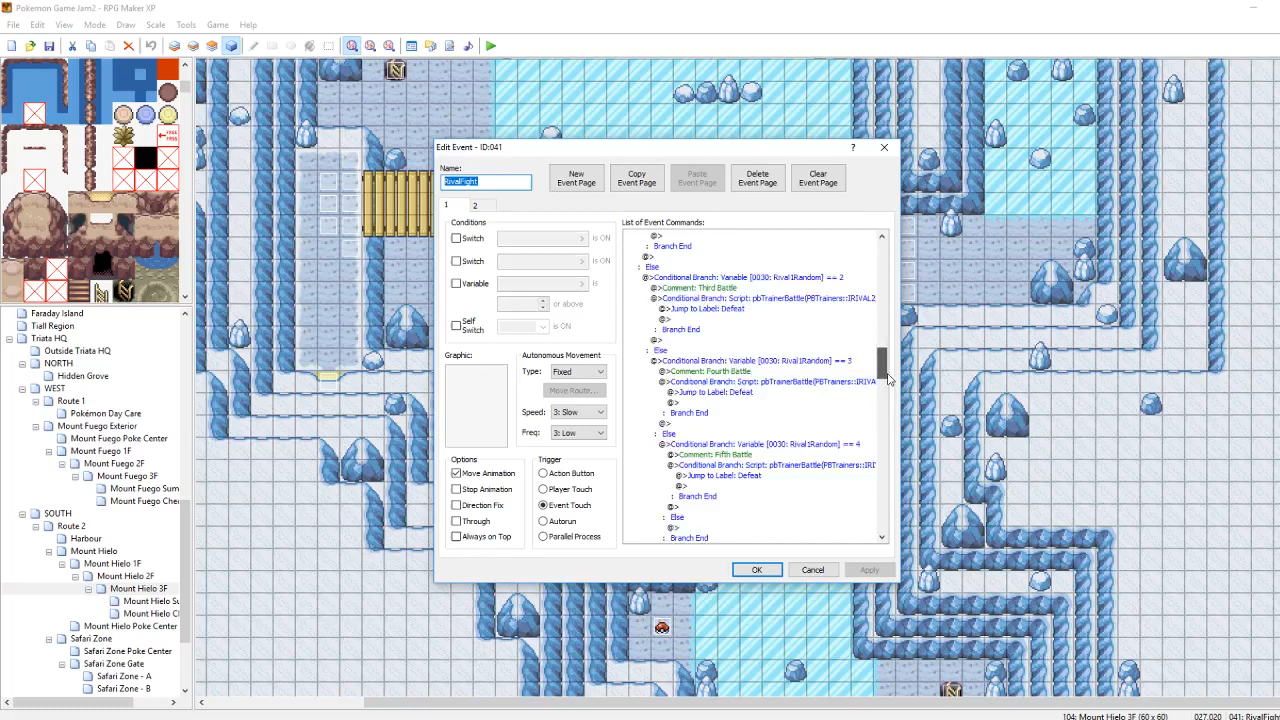 Pokemon Game Jam2 - RPG Maker XP
File Edit View Mode Draw Scale Tools Game Help
FREE
PASS
Faraday Island
Tiall Region
Triata HQ
Outside Triata HQ
NORTH
Hidden Grove
WEST
Route 1
Pokémon Day Care
Mount Fuego Exterior
Mount Fuego Poke Center
Mount Fuego 1F
Mount Fuego 2F
Mount Fuego 3F
Mount Fuego Sum
Mount Fuego Che
SOUTH
Route 2
Harbour
Mount Hielo
Mount Hielo 1F
Mount Hielo 2F
Mount Hielo 3F
Mount Hielo Su
Mount Hielo C
Mount Hielo Poke Center
Safari Zone
Safari Zone Poke Center
Safari Zone Gate
Safari Zone - A
Safari Zone - B
Edit Event - ID:041
?
Name:
RivalFight
New Event Page
Copy Event Page
Paste Event Page
Delete Event Page
Clear Event Page
1 2
Conditions
Switch is ON
Switch is ON
Variable is
or above
Self Switch is ON
Graphic:
Autonomous Movement
Type: Fixed
Move Route...
Speed: 3: Slow
Freq: 3: Low
Options
Move Animation
Stop Animation
Direction Fix
Through
Always on Top
Trigger
Action Button
Player Touch
Event Touch
Autorun
Parallel Process
List of Event Commands:
@>
: Branch End
@>
: Else
@>Conditional Branch: Variable [0030: Rival1Random] == 2
@>Comment: Third Battle
@>Conditional Branch: Script: pbTrainerBattle(PBTrainers::IRIVAL2
@>Jump to Label: Defeat
@>
: Branch End
@>
: Else
@>Conditional Branch: Variable [0030: Rival1Random] == 3
@>Comment: Fourth Battle
@>Conditional Branch: Script: pbTrainerBattle(PBTrainers::IRIVA
@>Jump to Label: Defeat
@>
: Branch End
@>
: Else
@>Conditional Branch: Variable [0030: Rival1Random] == 4
@>Comment: Fifth Battle
@>Conditional Branch: Script: pbTrainerBattle(PBTrainers::IRI
@>Jump to Label: Defeat
@>
: Branch End
@>
: Else
@>
: Branch End
OK Cancel Apply
104: Mount Hielo 3F (60 x 60) 027,020 041: RivalFi